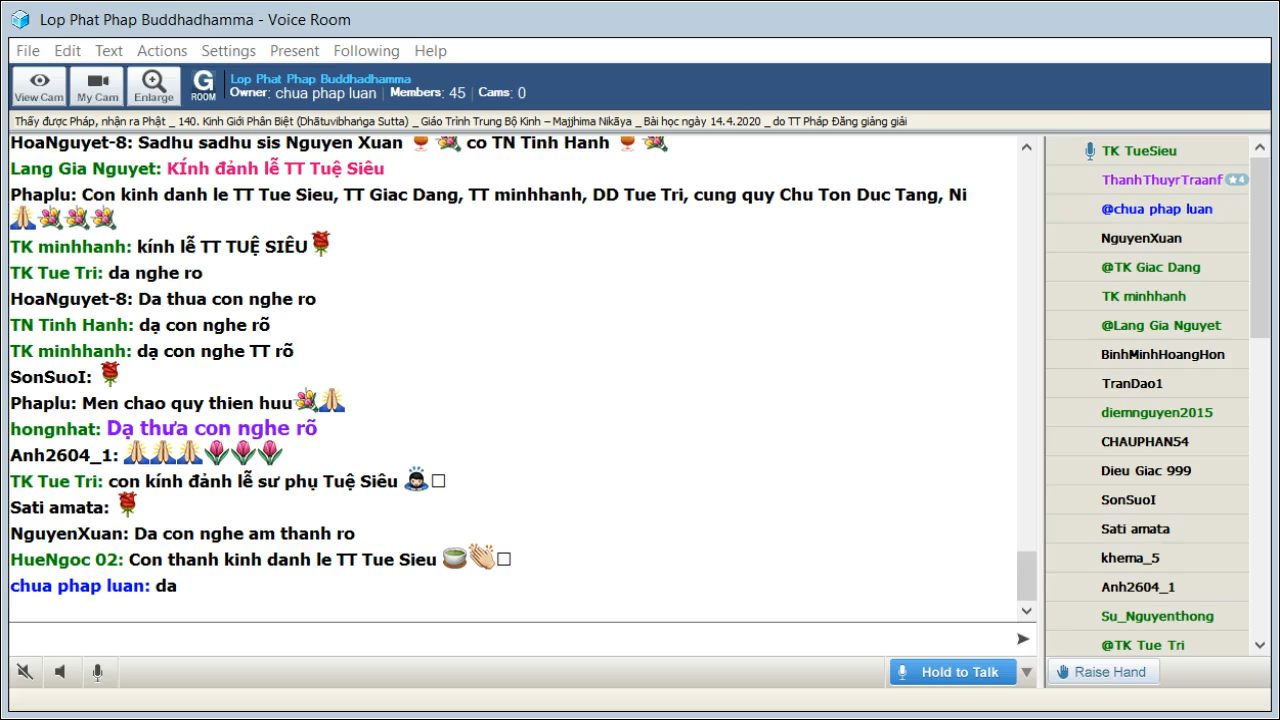 Lop Phat Phap Buddhadhamma - Voice Room
File Edit Text Actions Settings Present Following Help
View Cam My Cam Enlarge G ROOM
Lop Phat Phap Buddhadhamma
Owner: chua phap luan Members: 45 Cams: 0
Thấy được Pháp, nhận ra Phật _ 140. Kinh Giới Phân Biệt (Dhātuvibhaṅga Sutta) _ Giáo Trình Trung Bộ Kinh – Majjhima Nikāya _ Bài học ngày 14.4.2020 _ do TT Pháp Đăng giảng giải
HoaNguyet-8: Sadhu sadhu sis Nguyen Xuan co TN Tinh Hanh
Lang Gia Nguyet: KÍnh đảnh lễ TT Tuệ Siêu
Phaplu: Con kinh danh le TT Tue Sieu, TT Giac Dang, TT minhhanh, DD Tue Tri, cung quy Chu Ton Duc Tang, Ni
TK minhhanh: kính lễ TT TUỆ SIÊU
TK Tue Tri: da nghe ro
HoaNguyet-8: Da thua con nghe ro
TN Tinh Hanh: dạ con nghe rõ
TK minhhanh: dạ con nghe TT rõ
SonSuoI:
Phaplu: Men chao quy thien huu
hongnhat: Dạ thưa con nghe rõ
Anh2604_1:
TK Tue Tri: con kính đảnh lễ sư phụ Tuệ Siêu
Sati amata:
NguyenXuan: Da con nghe am thanh ro
HueNgoc 02: Con thanh kinh danh le TT Tue Sieu
chua phap luan: da
TK TueSieu
ThanhThuyrTraanf 4
@chua phap luan
NguyenXuan
@TK Giac Dang
TK minhhanh
@Lang Gia Nguyet
BinhMinhHoangHon
TranDao1
diemnguyen2015
CHAUPHAN54
Dieu Giac 999
SonSuoI
Sati amata
khema_5
Anh2604_1
Su_Nguyenthong
@TK Tue Tri
Hold to Talk
Raise Hand